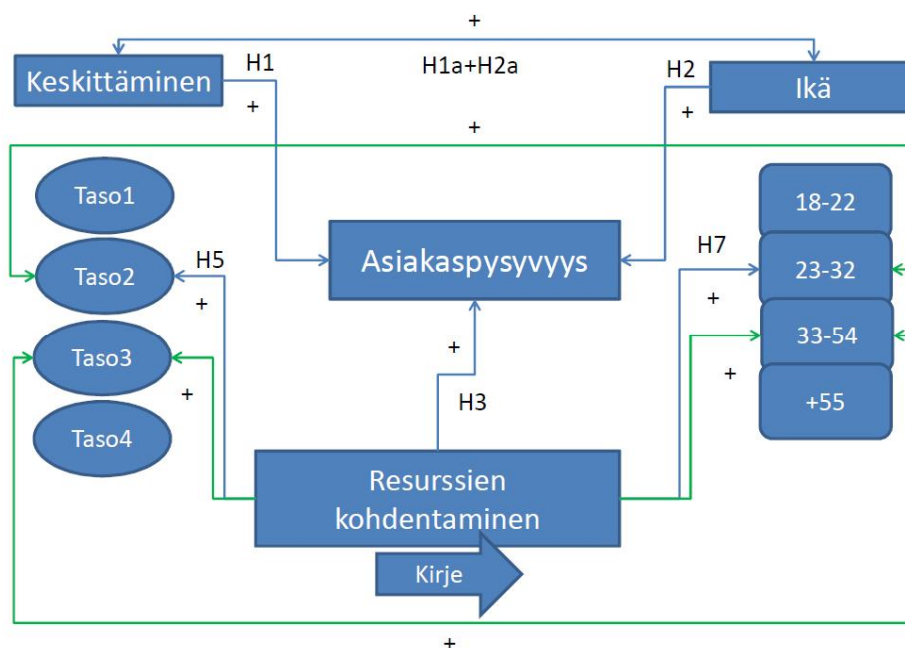 +
H1
H1a+H2a
H2
Keskittäminen
Ikä
+
+
+
Taso1
18-22
H5
Asiakaspysyvyys
H7
Taso2
23-32
+
+
Taso3
+
33-54
+
+
H3
Taso4
+55
Resurssien
kohdentaminen
Kirje
+